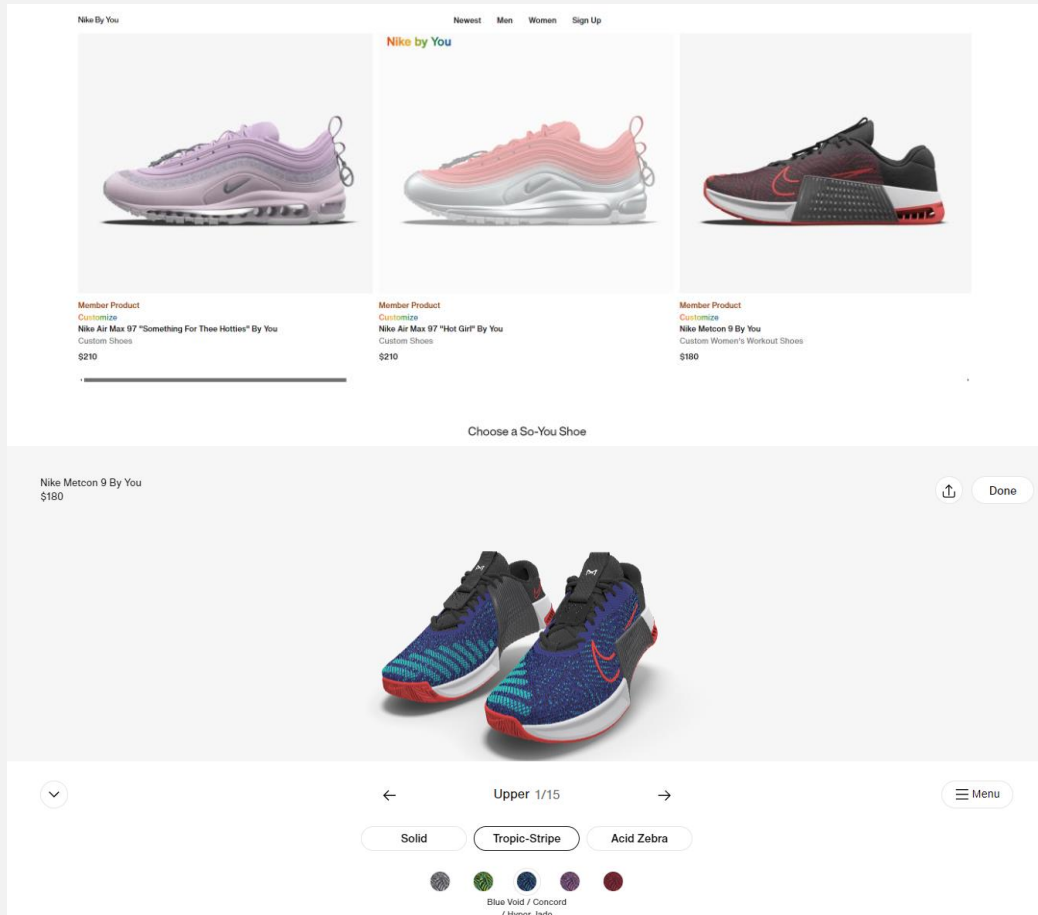 Nike By You
Newest Men Women Sign Up
Nike by You
Member Product
Customize
Nike Air Max 97 "Something For Thee Hotties" By You
Custom Shoes
$210
Member Product
Customize
Nike Air Max 97 "Hot Girl" By You
Custom Shoes
$210
Member Product
Customize
Nike Metcon 9 By You
Custom Women's Workout Shoes
$180
Choose a So-You Shoe
Nike Metcon 9 By You
$180
Done
Upper 1/15
Menu
Solid
Tropic-Stripe
Acid Zebra
Blue Void / Concord
/ Hyper Jade